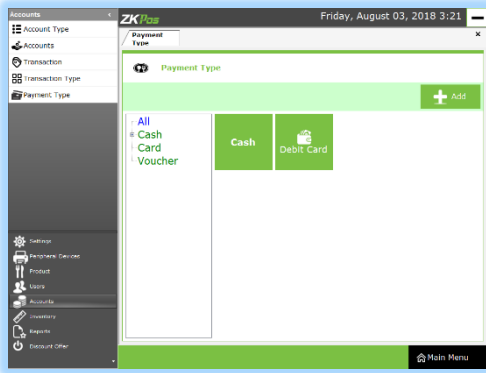 Accounts
Account Type
Accounts
Transaction
Transaction Type
Payment Type
Settings
Peripheral Devices
Product
Users
Accounts
Inventory
Reports
Discount Offer
ZKPos
Friday, August 03, 2018 3:21
Payment
Type
Payment Type
Add
All
Cash
Card
Voucher
Cash
Debit Card
Main Menu